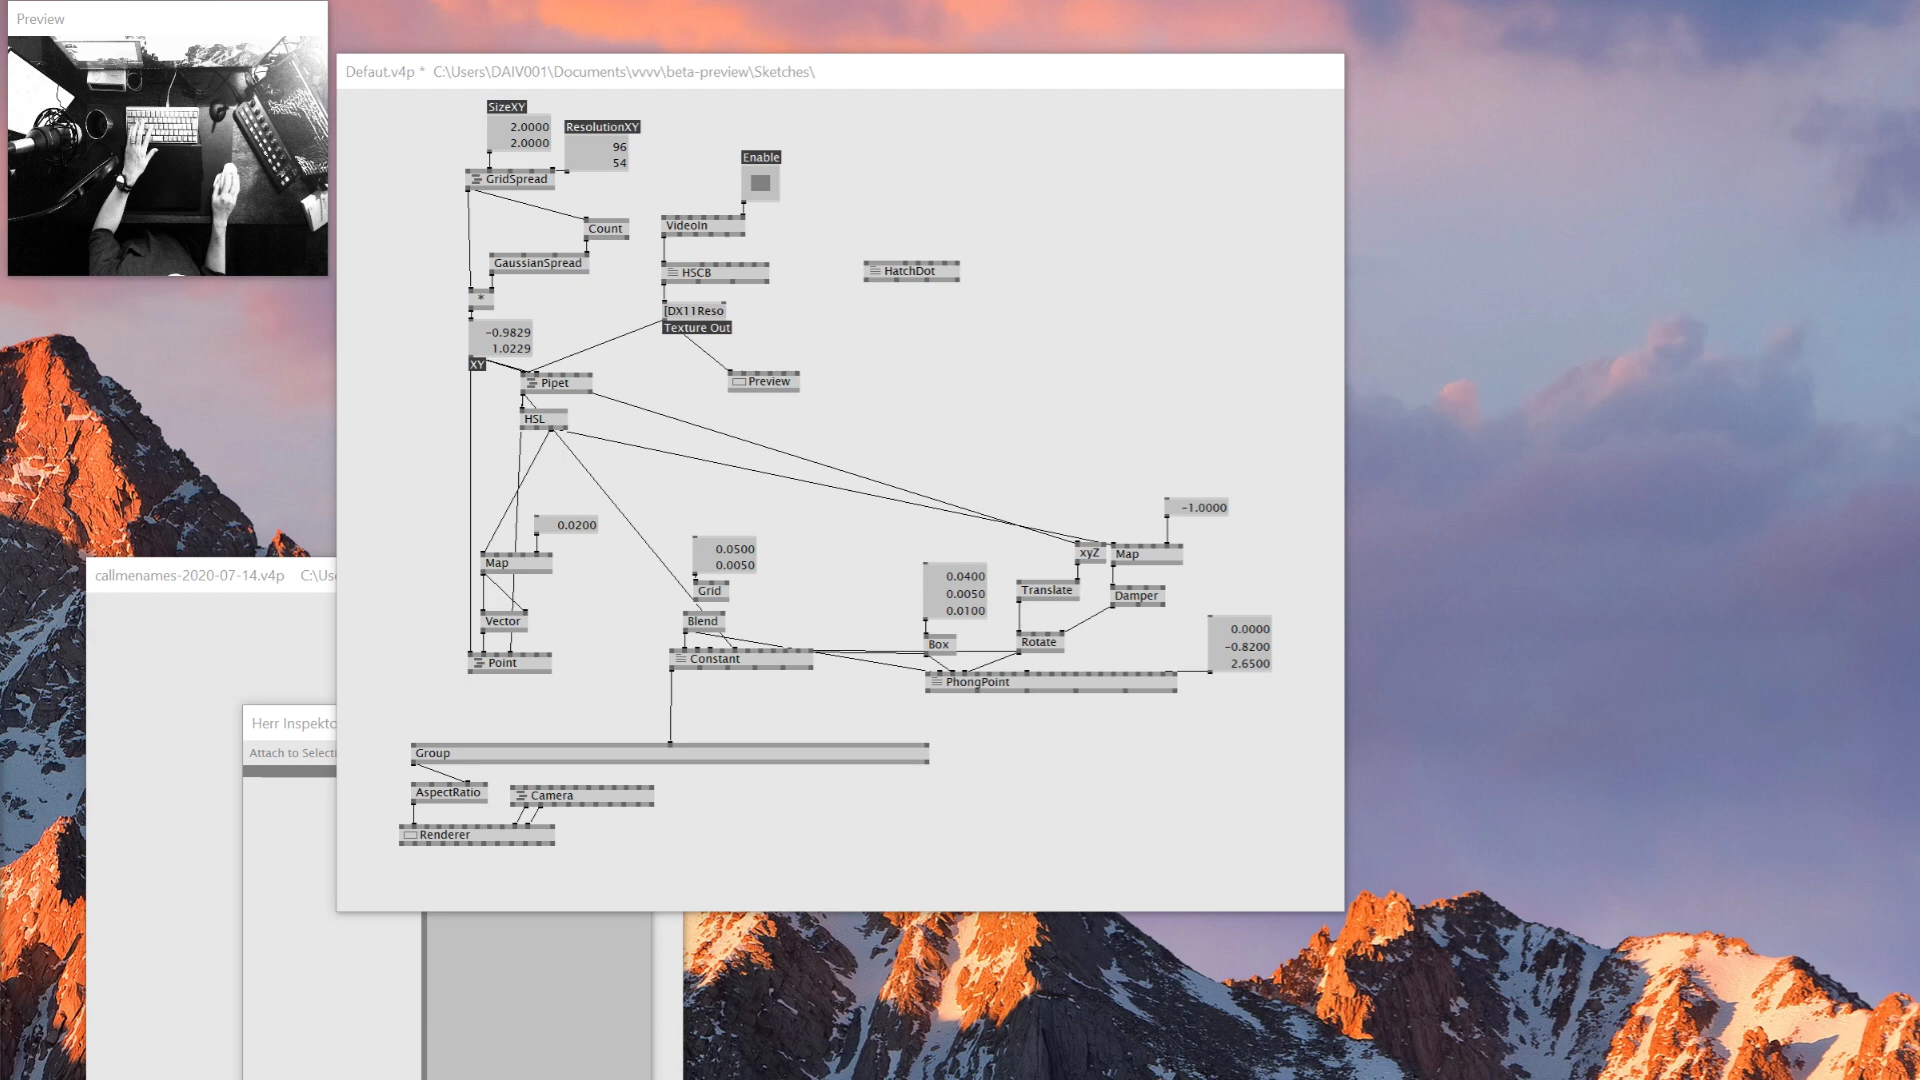 Preview
Defaut.v4p * C:\Users\DAIV001\Documents\vvvv\beta-preview\Sketches\
SizeXY
2.0000
2.0000
ResolutionXY
96
54
GridSpread
Enable
Count
VideoIn
GaussianSpread
HSCB
HatchDot
*
[DX11Reso
Texture Out
-0.9829
1.0229
XY
Pipet
Preview
HSL
-1.0000
0.0200
Map
0.0500
0.0050
Grid
xyZ
Map
0.0400
0.0050
0.0100
Translate
Damper
Vector
Blend
Box
Rotate
0.0000
-0.8200
2.6500
Point
Constant
PhongPoint
Group
AspectRatio
Camera
Renderer
callmenames-2020-07-14.v4p C:\Use
Herr Inspekto
Attach to Selecti